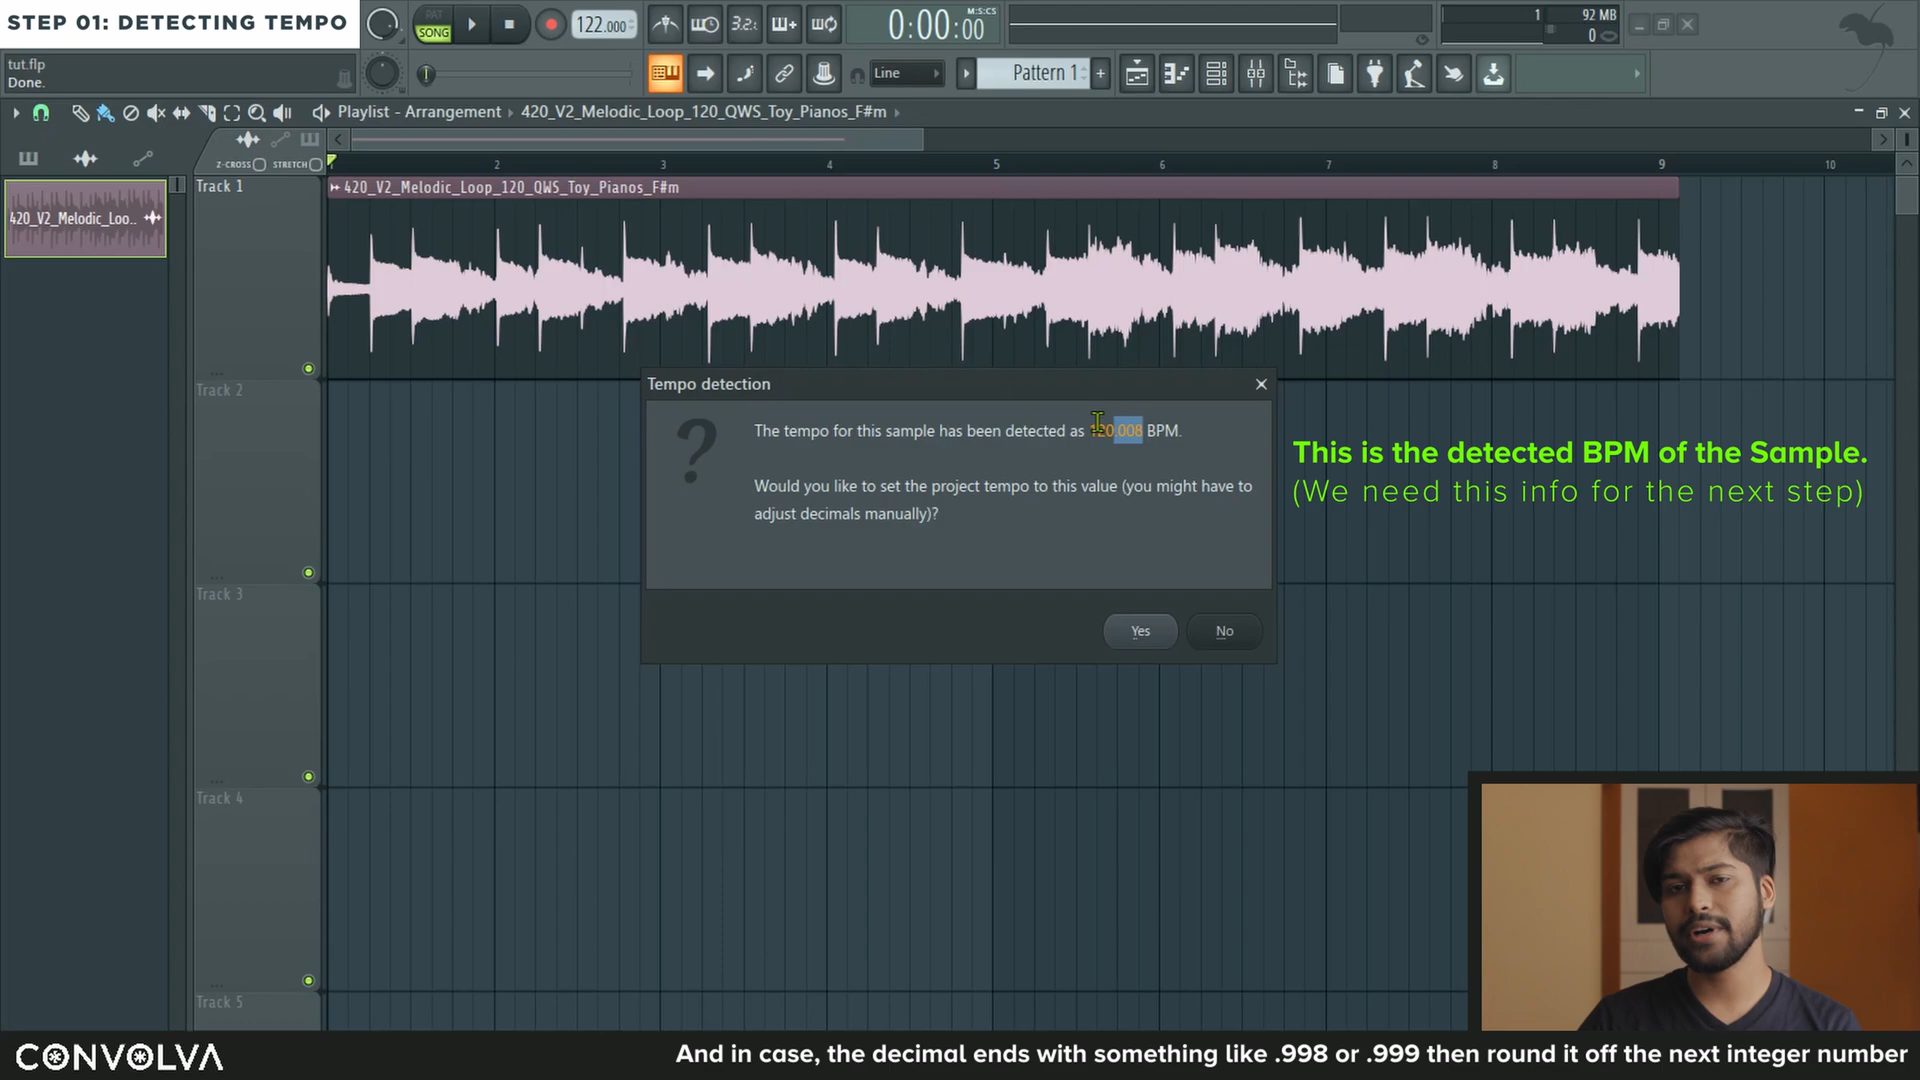 STEP 01: DETECTING TEMPO
PAT
SONG
122.000
3.2.
0:00:00
M:S:CS
1
92 MB
0
tut.flp
Done.
Line
Pattern 1
Playlist - Arrangement
420_V2_Melodic_Loop_120_QWS_Toy_Pianos_F#m
Z-CROSS
STRETCH
2
3
4
5
6
7
8
9
10
420_V2_Melodic_Loo..
Track 1
420_V2_Melodic_Loop_120_QWS_Toy_Pianos_F#m
Track 2
Track 3
Track 4
Track 5
Tempo detection
?
The tempo for this sample has been detected as 120.008 BPM.
Would you like to set the project tempo to this value (you might have to
adjust decimals manually)?
Yes
No
This is the detected BPM of the Sample.
(We need this info for the next step)
CONVOLVA
And in case, the decimal ends with something like .998 or .999 then round it off the next integer number